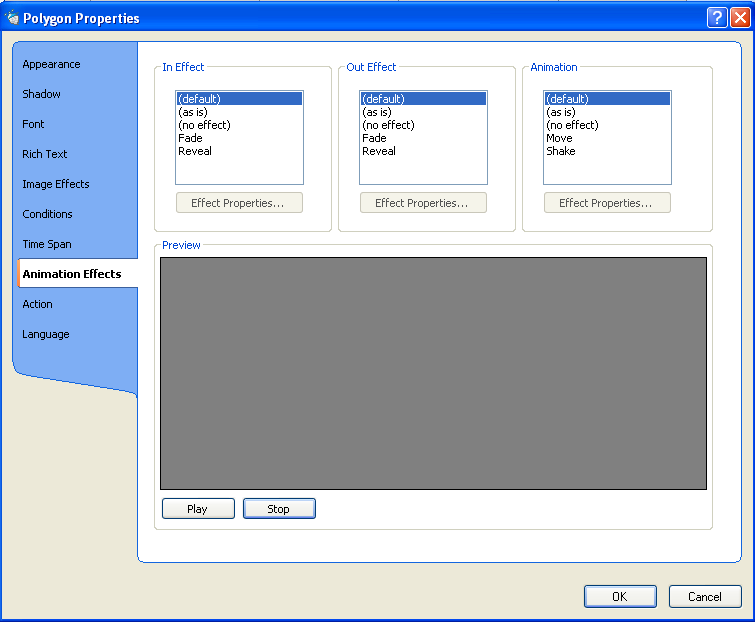 Polygon Properties
?
Appearance
Shadow
Font
Rich Text
Image Effects
Conditions
Time Span
Animation Effects
Action
Language
In Effect
(default)
(as is)
(no effect)
Fade
Reveal
Effect Properties...
Out Effect
(default)
(as is)
(no effect)
Fade
Reveal
Effect Properties...
Animation
(default)
(as is)
(no effect)
Move
Shake
Effect Properties...
Preview
Play
Stop
OK
Cancel